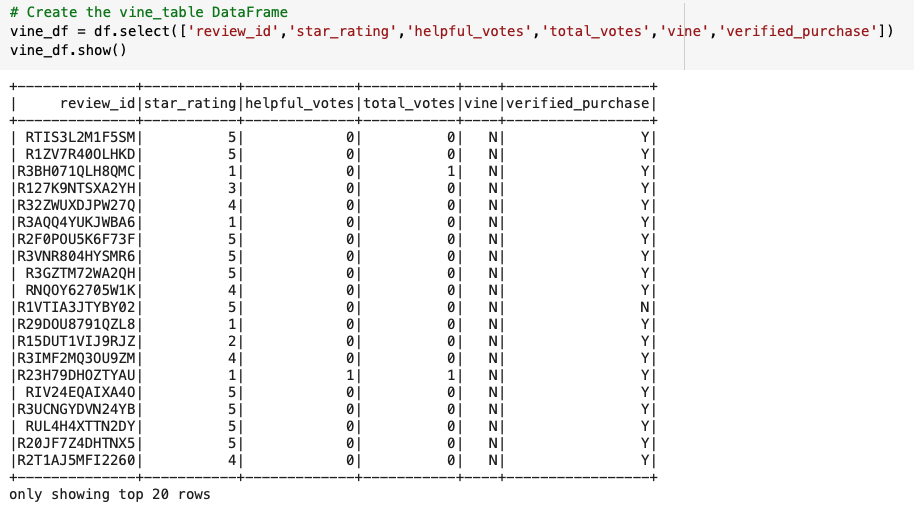 # Create the vine_table DataFrame
vine_df = df.select(['review_id','star_rating','helpful_votes','total_votes','vine','verified_purchase'])
vine_df.show()
+--------------+-----------+-------------+-----------+----+-----------------+
|     review_id|star_rating|helpful_votes|total_votes|vine|verified_purchase|
+--------------+-----------+-------------+-----------+----+-----------------+
| RTIS3L2M1F5SM|          5|            0|          0|   N|                Y|
| R1ZV7R40OLHKD|          5|            0|          0|   N|                Y|
|R3BH071QLH8QMC|          1|            0|          1|   N|                Y|
|R127K9NTSXA2YH|          3|            0|          0|   N|                Y|
|R32ZWUXDJPW27Q|          4|            0|          0|   N|                Y|
|R3AQQ4YUKJWBA6|          1|            0|          0|   N|                Y|
|R2F0POU5K6F73F|          5|            0|          0|   N|                Y|
|R3VNR804HYSMR6|          5|            0|          0|   N|                Y|
| R3GZTM72WA2QH|          5|            0|          0|   N|                Y|
| RNQOY62705W1K|          4|            0|          0|   N|                Y|
|R1VTIA3JTYBY02|          5|            0|          0|   N|                N|
|R29DOU8791QZL8|          1|            0|          0|   N|                Y|
|R15DUT1VIJ9RJZ|          2|            0|          0|   N|                Y|
|R3IMF2MQ3OU9ZM|          4|            0|          0|   N|                Y|
|R23H79DHOZTYAU|          1|            1|          1|   N|                Y|
| RIV24EQAIXA4O|          5|            0|          0|   N|                Y|
|R3UCNGYDVN24YB|          5|            0|          0|   N|                Y|
| RUL4H4XTTN2DY|          5|            0|          0|   N|                Y|
|R20JF7Z4DHTNX5|          5|            0|          0|   N|                Y|
|R2T1AJ5MFI2260|          4|            0|          0|   N|                Y|
+--------------+-----------+-------------+-----------+----+-----------------+
only showing top 20 rows